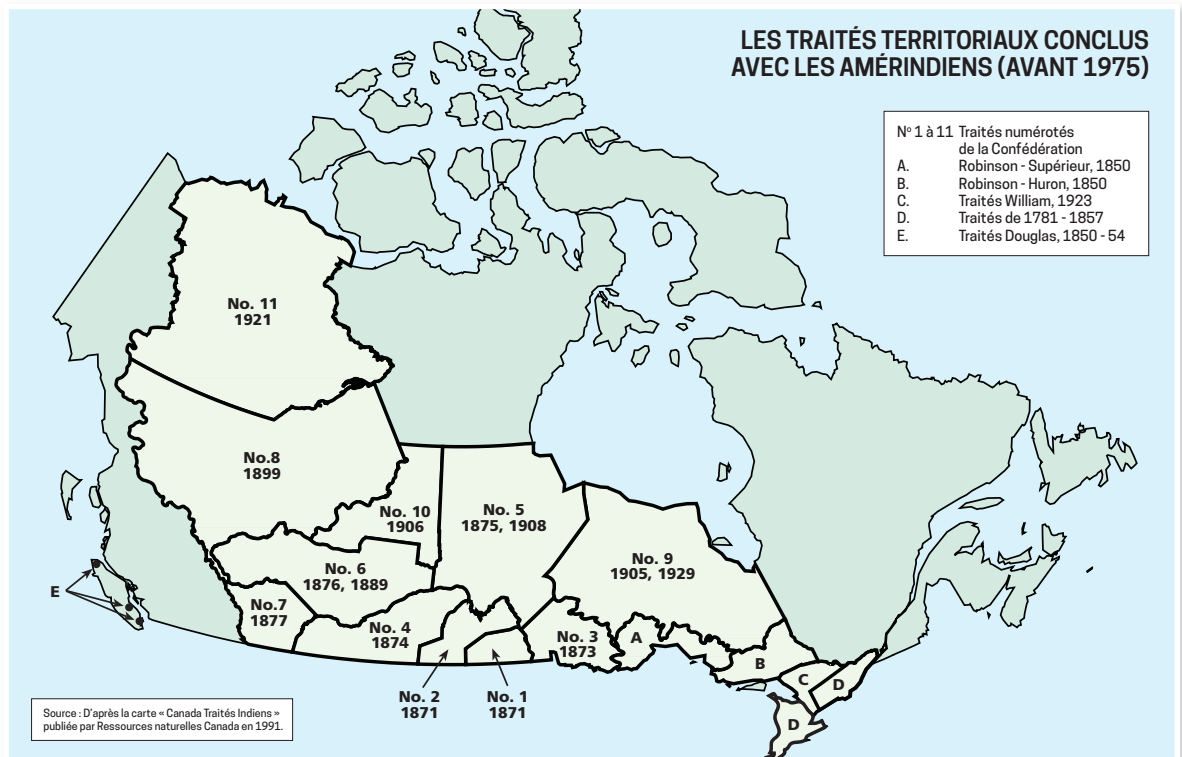 LES TRAITÉS TERRITORIAUX CONCLUS
AVEC LES AMÉRINDIENS (AVANT 1975)
Nº 1 à 11 Traités numérotés
de la Confédération
A. Robinson - Supérieur, 1850
B. Robinson - Huron, 1850
C. Traités William, 1923
D. Traités de 1781 - 1857
E. Traités Douglas, 1850 - 54
No. 11
1921
No.8
1899
No. 10
1906
No. 5
1875, 1908
No. 9
1905, 1929
No. 6
1876, 1889
No.7
1877
No. 4
1874
No. 3
1873
No. 2
1871
No. 1
1871
E
A
B
C
D
D
Source : D'après la carte « Canada Traités Indiens »
publiée par Ressources naturelles Canada en 1991.